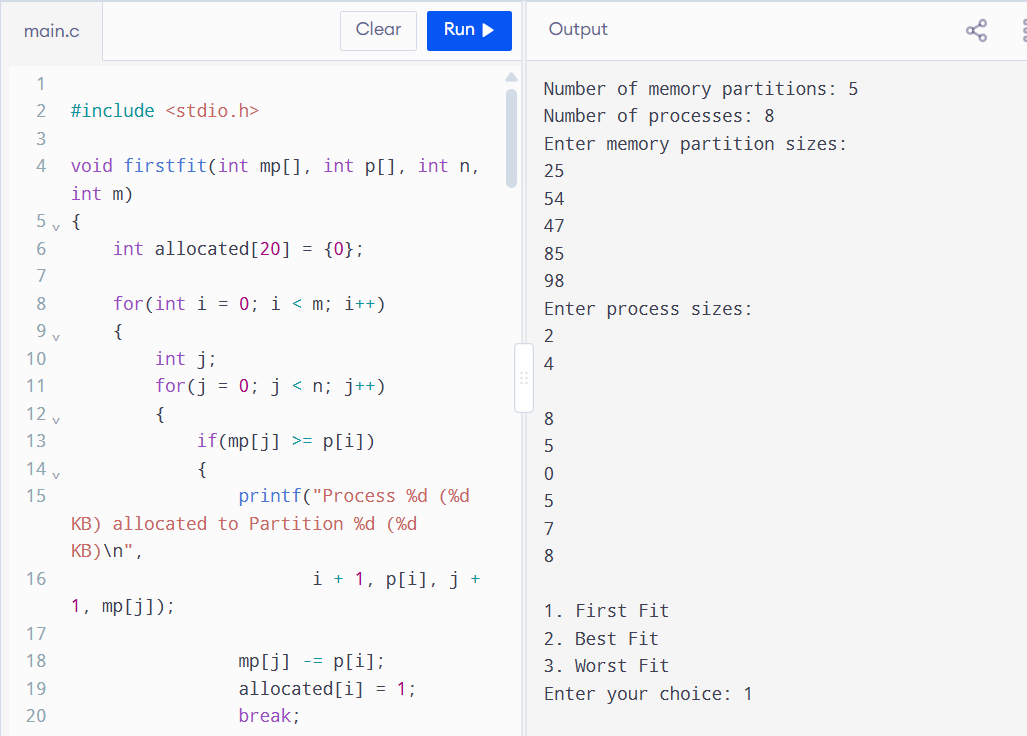 main.c
Clear
Run
Output
1
2 #include <stdio.h>
3
4 void firstfit(int mp[], int p[], int n,
int m)
5 {
6 int allocated[20] = {0};
7
8 for(int i = 0; i < m; i++)
9 {
10 int j;
11 for(j = 0; j < n; j++)
12 {
13 if(mp[j] >= p[i])
14 {
15 printf("Process %d (%d
KB) allocated to Partition %d (%d
KB)\n",
16 i + 1, p[i], j +
1, mp[j]);
17
18 mp[j] -= p[i];
19 allocated[i] = 1;
20 break;
Number of memory partitions: 5
Number of processes: 8
Enter memory partition sizes:
25
54
47
85
98
Enter process sizes:
2
4
8
5
0
5
7
8
1. First Fit
2. Best Fit
3. Worst Fit
Enter your choice: 1